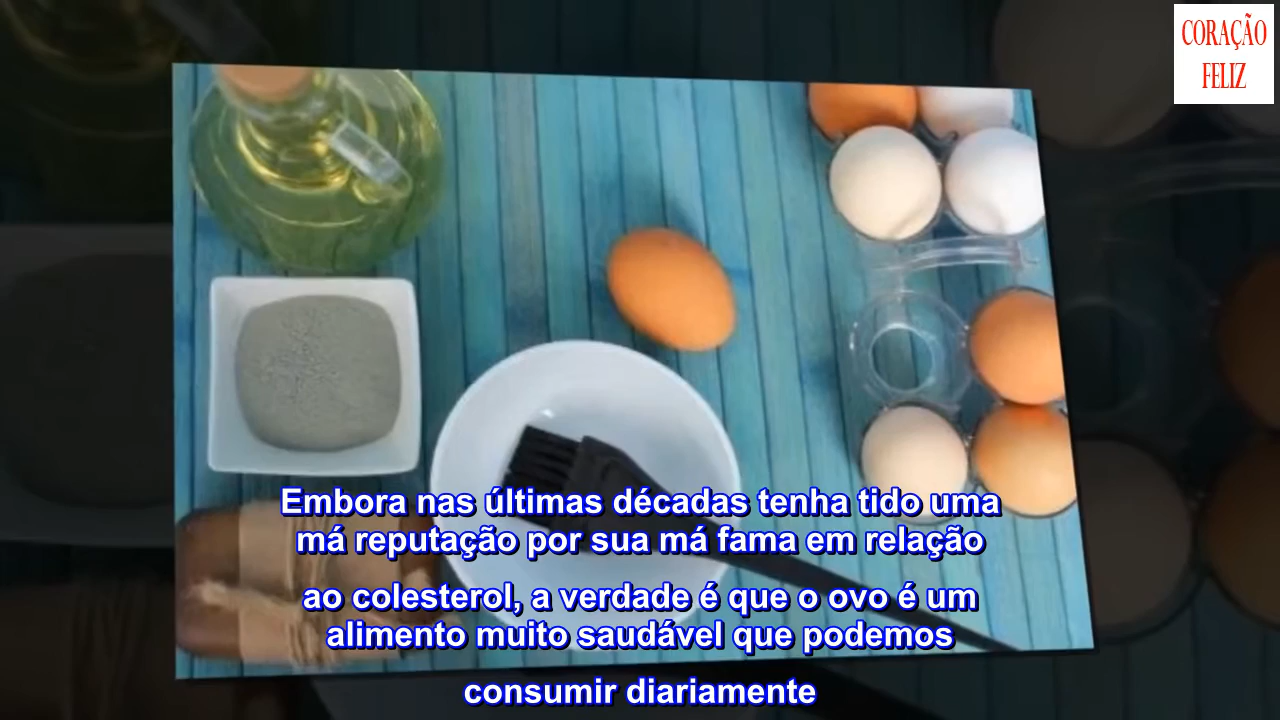 CORAÇÃO
FELIZ
Embora nas últimas décadas tenha tido uma
má reputação por sua má fama em relação
ao colesterol, a verdade é que o ovo é um
alimento muito saudável que podemos
consumir diariamente